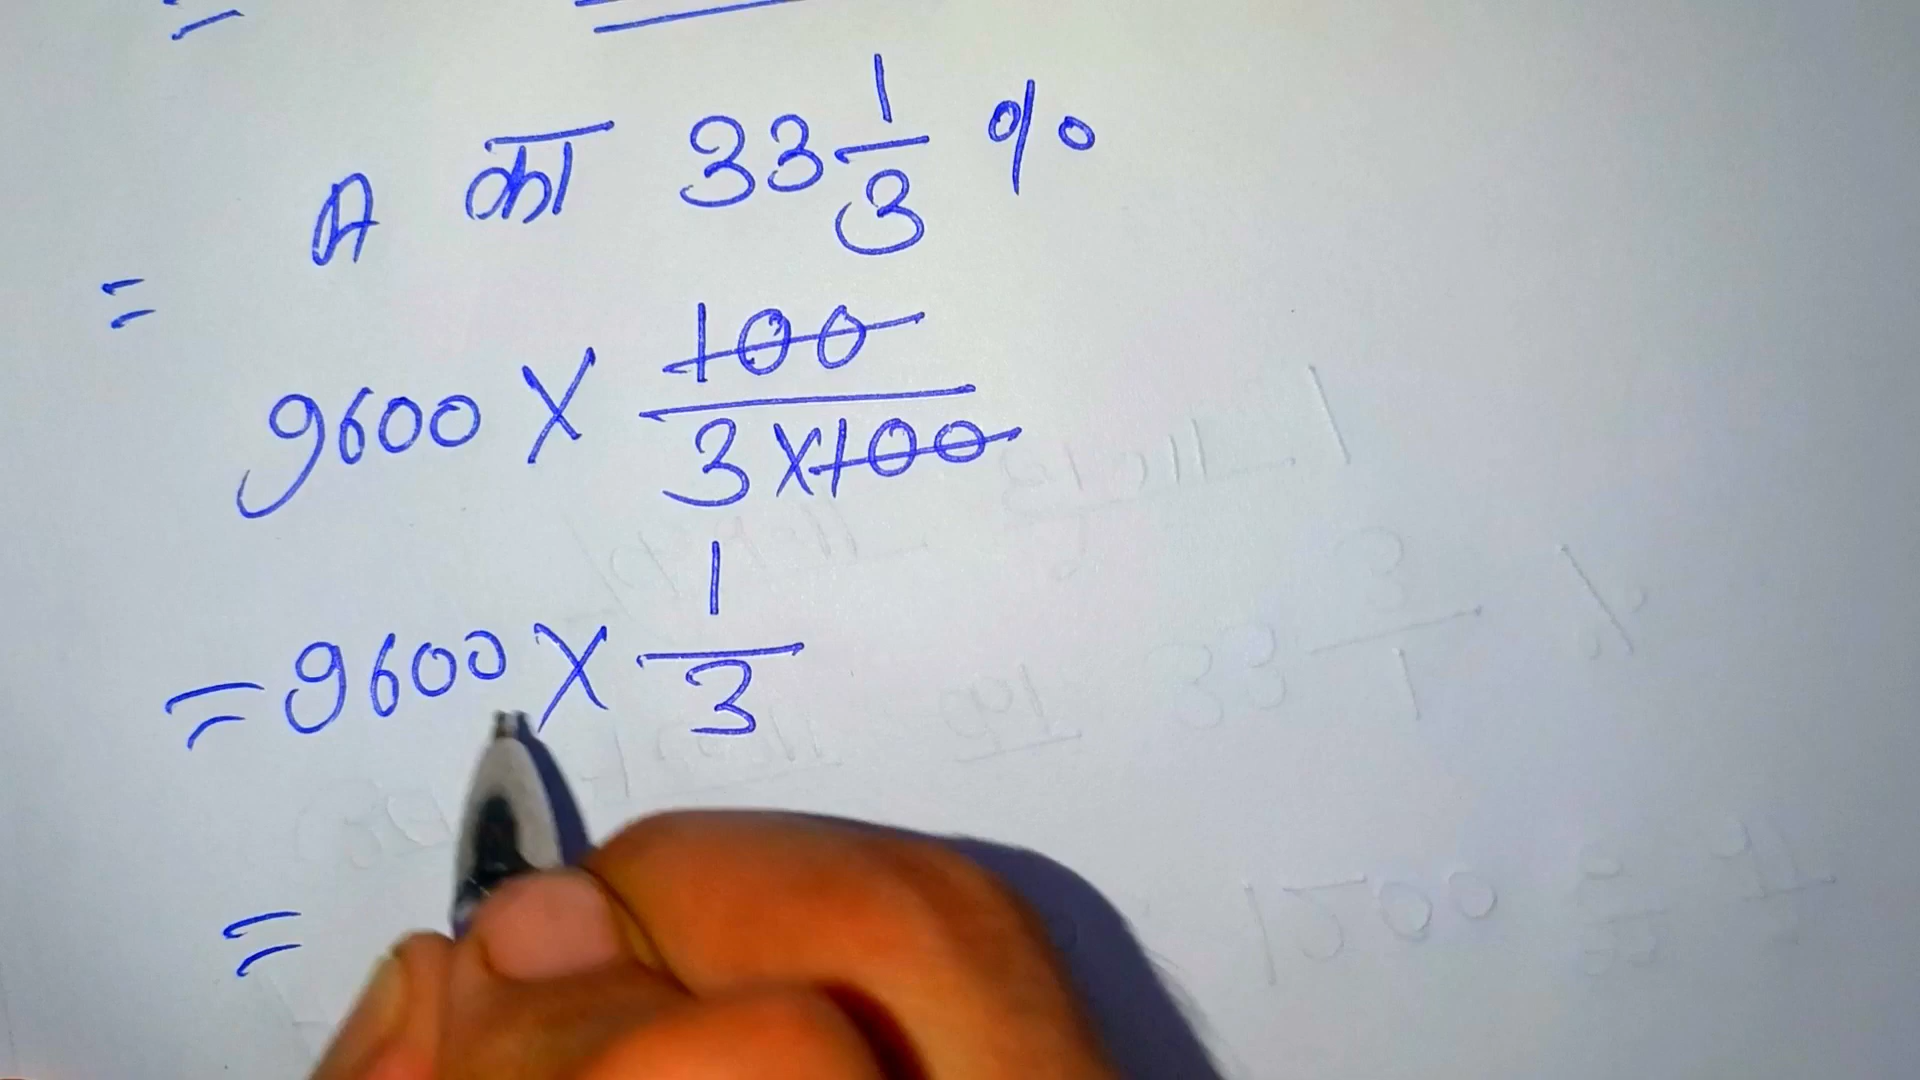 A का 33 1/3 %
=
9600 X 100/3X100
= 9600 X 1/3
=